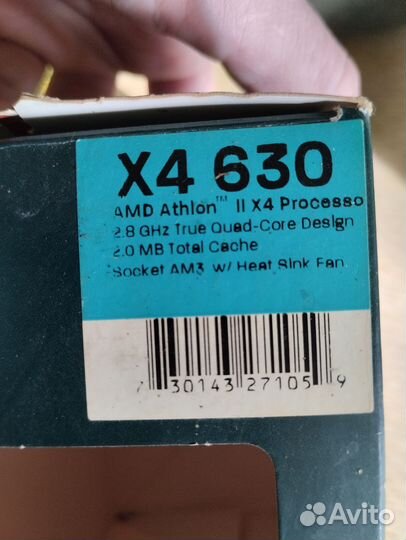 X4 630
AMD Athlon™ II X4 Processo
2.8 GHz True Quad-Core Design
2.0 MB Total Cache
Socket AM3 w/ Heat Sink Fan
7 30143 27105 9
Avito